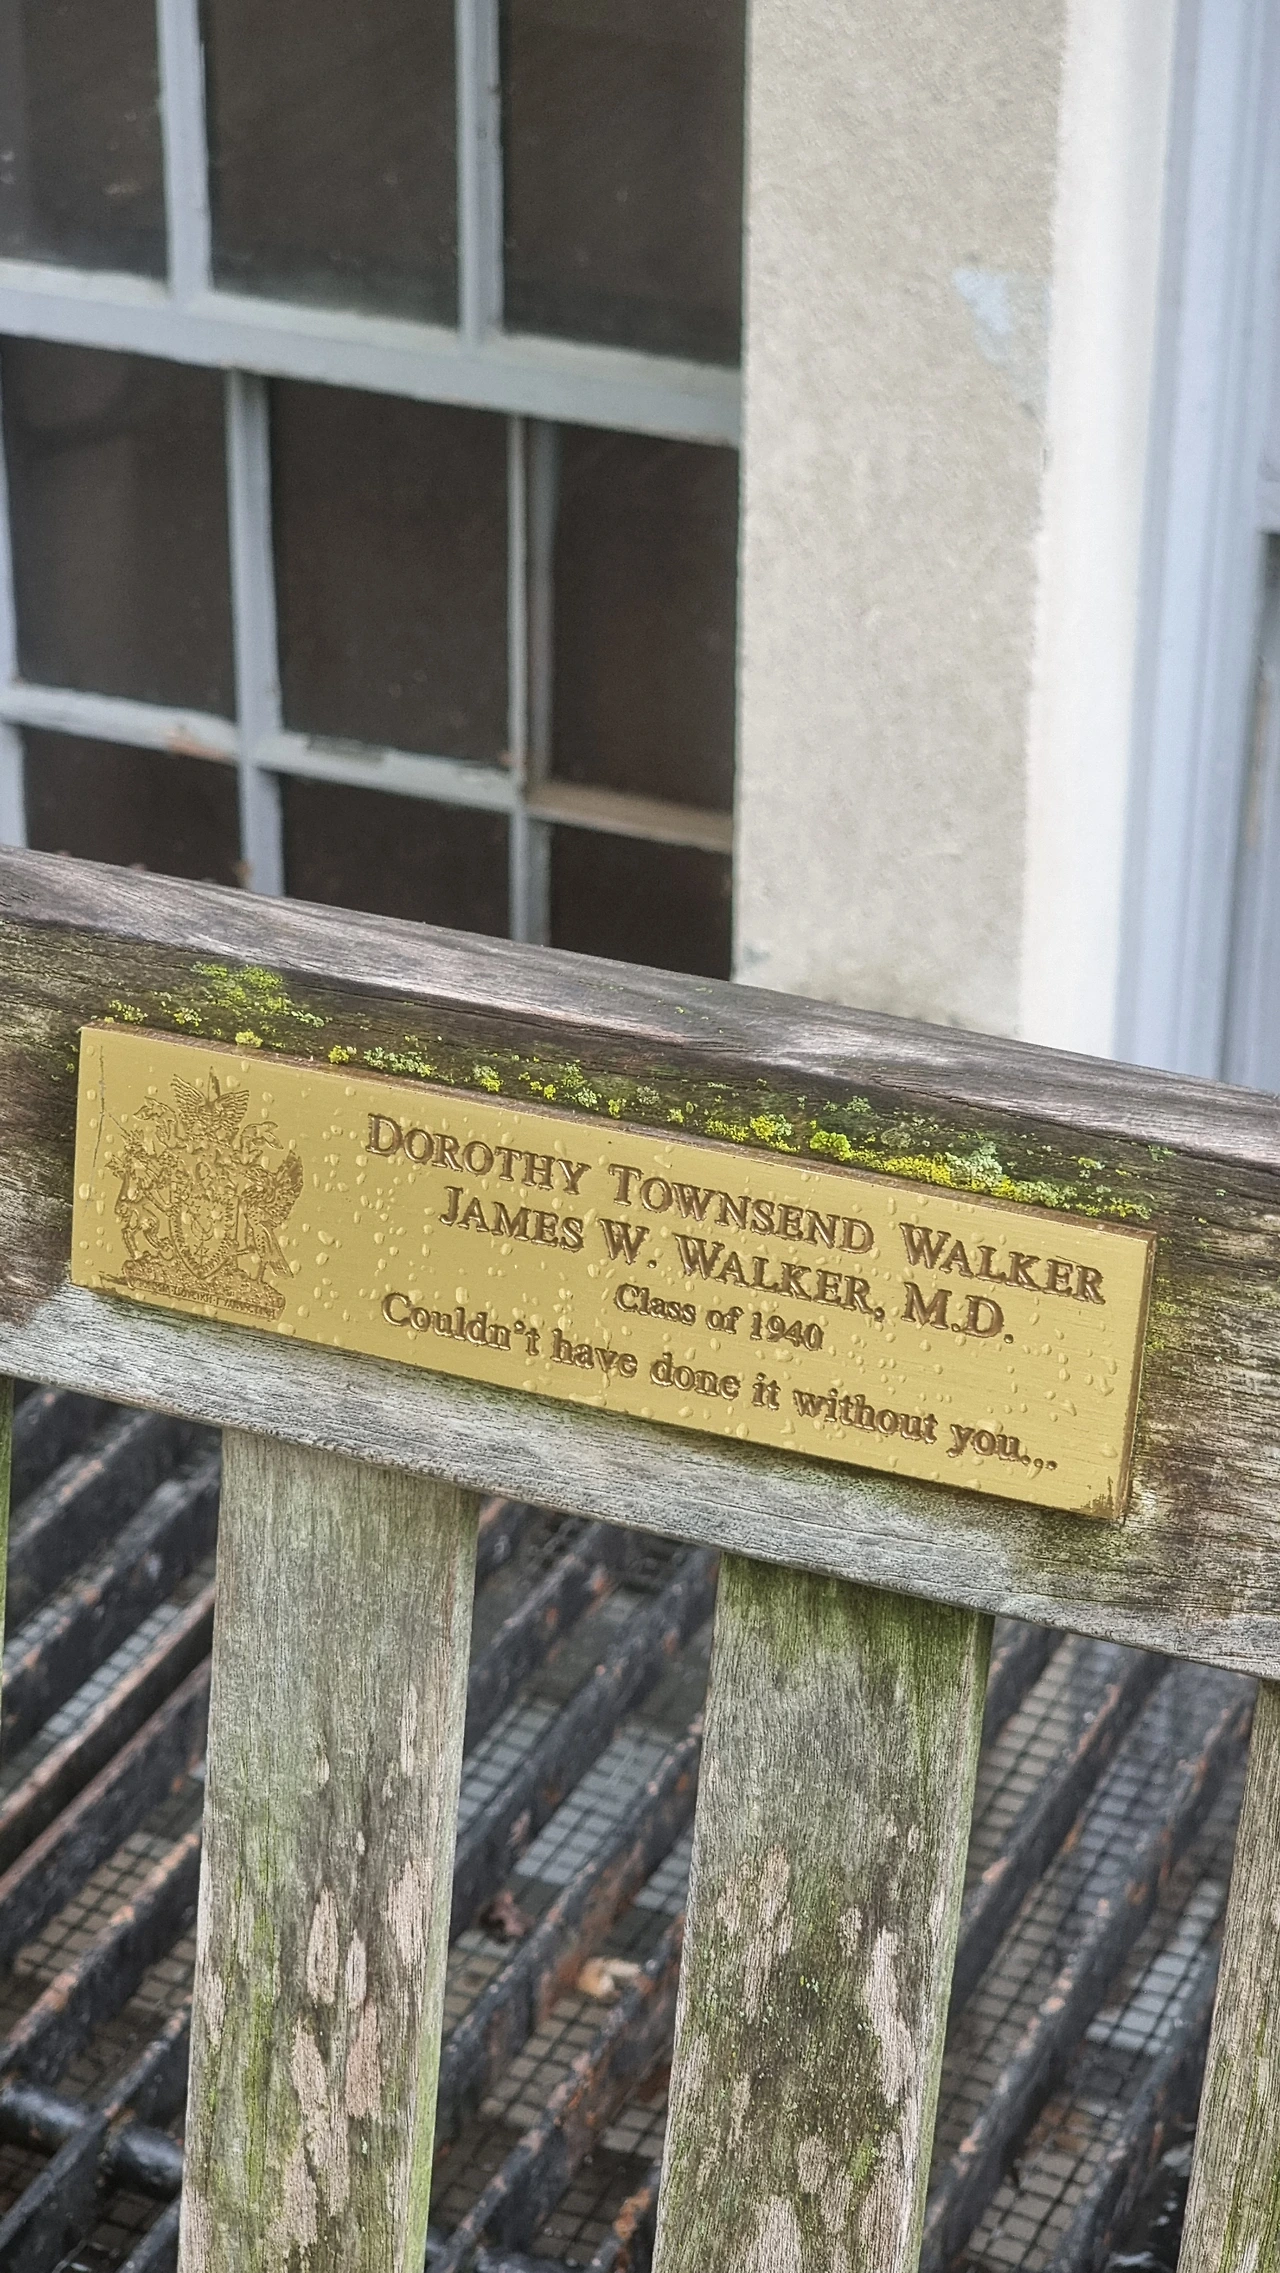 DOROTHY TOWNSEND WALKER
JAMES W. WALKER, M.D.
Class of 1940
Couldn't have done it without you...